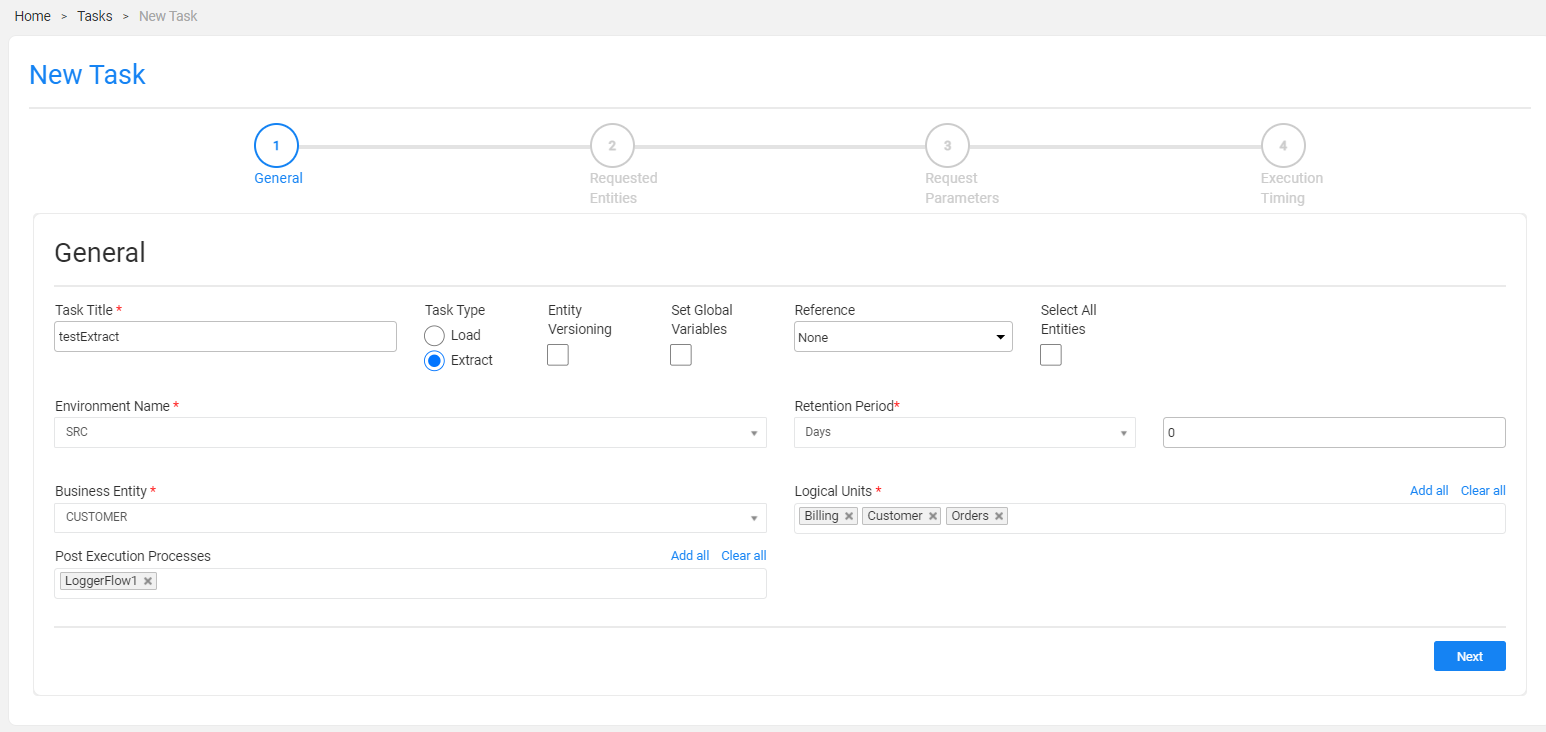 Home > Tasks > New Task
New Task
1 2 3 4
General Requested Entities Request Parameters Execution Timing
General
Task Title * Task Type Entity Versioning Set Global Variables Reference Select All Entities
testExtract Load None
Extract
Environment Name * Retention Period*
SRC Days 0
Business Entity * Logical Units * Add all Clear all
CUSTOMER Billing × Customer × Orders ×
Post Execution Processes Add all Clear all
LoggerFlow1 ×
Next